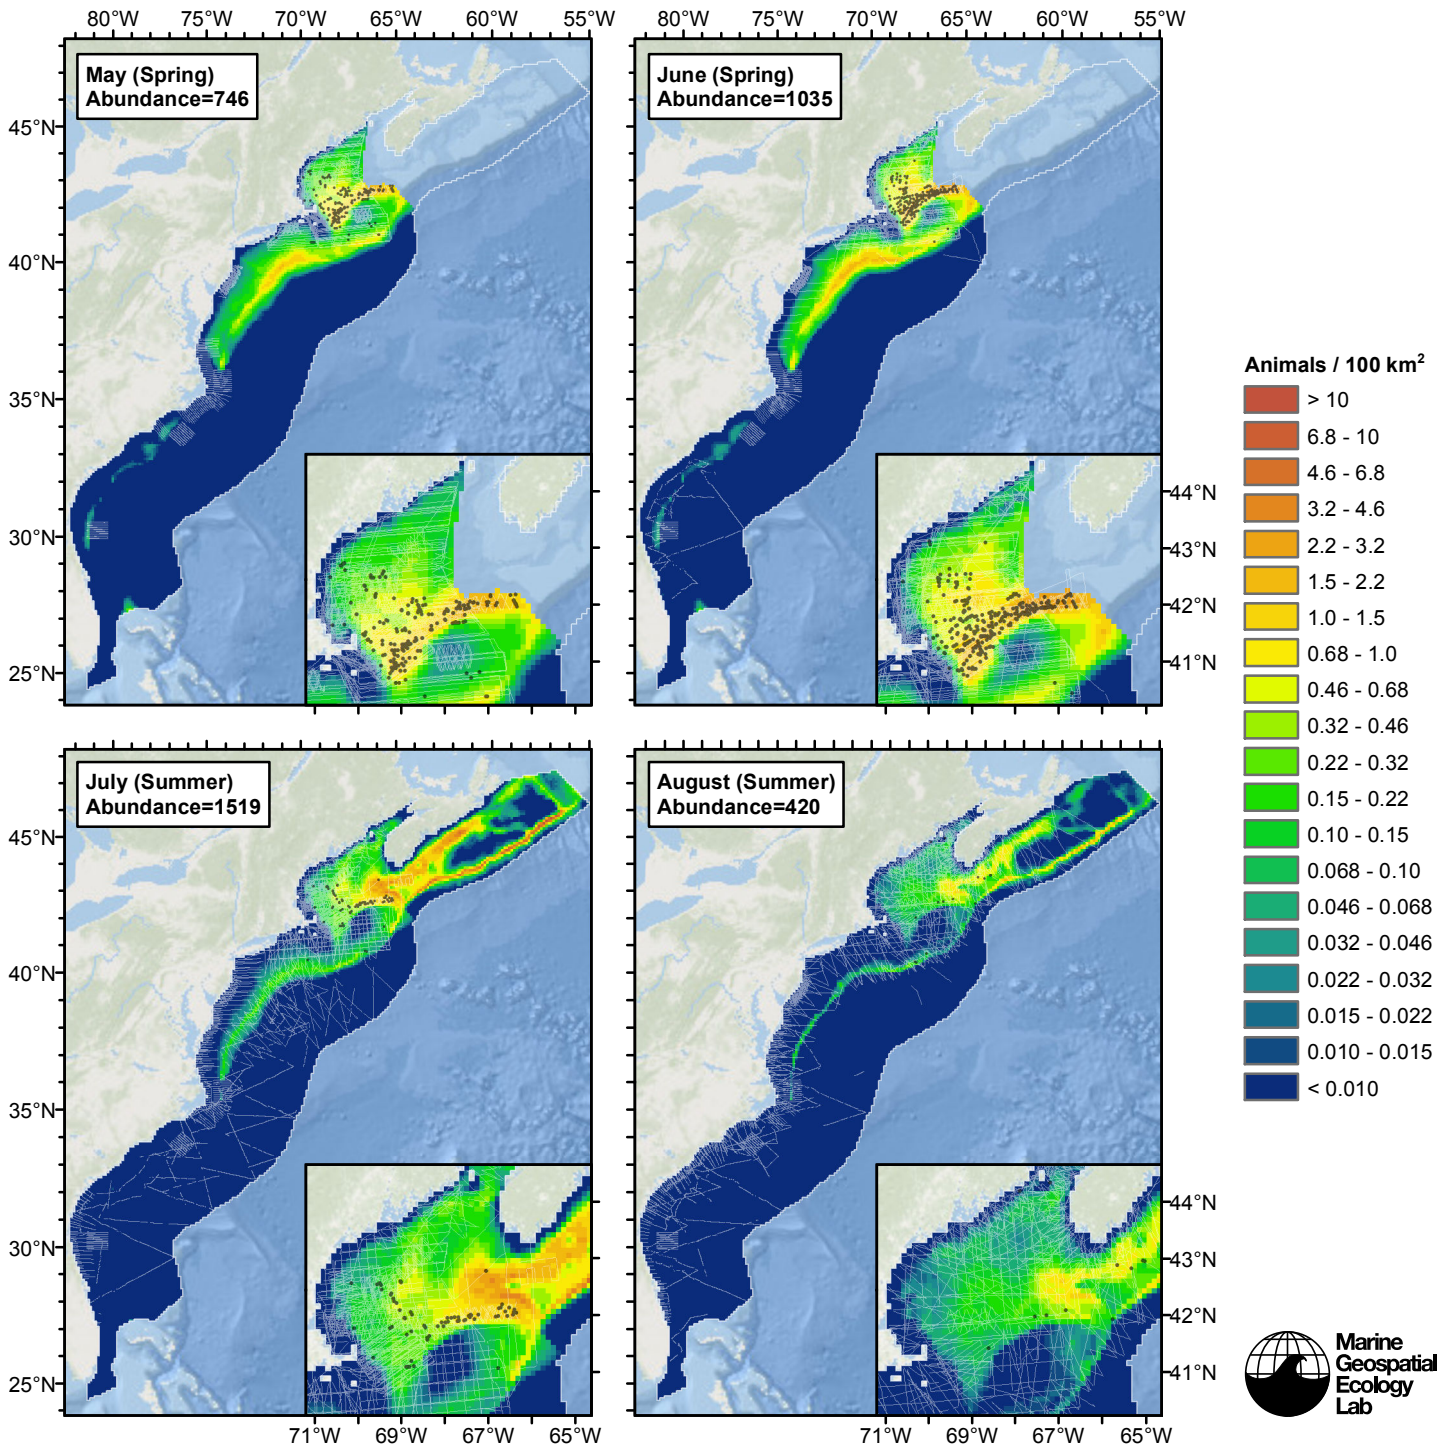 80°W 75°W 70°W 65°W 60°W 55°W
80°W 75°W 70°W 65°W 60°W 55°W
May (Spring)
Abundance=746
June (Spring)
Abundance=1035
45°N
40°N
35°N
30°N
25°N
44°N
43°N
42°N
41°N
July (Summer)
Abundance=1519
August (Summer)
Abundance=420
45°N
40°N
35°N
30°N
25°N
44°N
43°N
42°N
41°N
71°W 69°W 67°W 65°W
71°W 69°W 67°W 65°W
Animals / 100 km²
> 10
6.8 - 10
4.6 - 6.8
3.2 - 4.6
2.2 - 3.2
1.5 - 2.2
1.0 - 1.5
0.68 - 1.0
0.46 - 0.68
0.32 - 0.46
0.22 - 0.32
0.15 - 0.22
0.10 - 0.15
0.068 - 0.10
0.046 - 0.068
0.032 - 0.046
0.022 - 0.032
0.015 - 0.022
0.010 - 0.015
< 0.010
Marine
Geospatial
Ecology
Lab